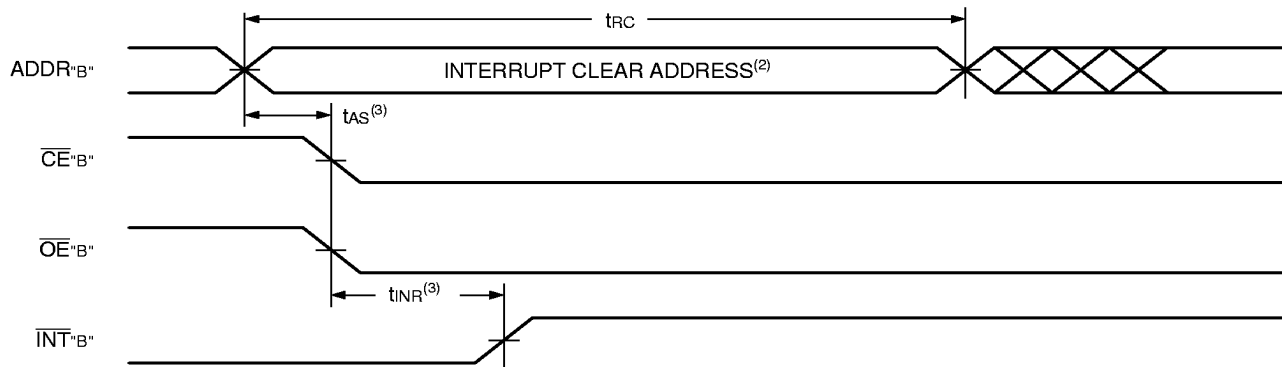 tRC
ADDR"B"
INTERRUPT CLEAR ADDRESS(2)
tAS(3)
CE"B"
OE"B"
tINR(3)
INT"B"